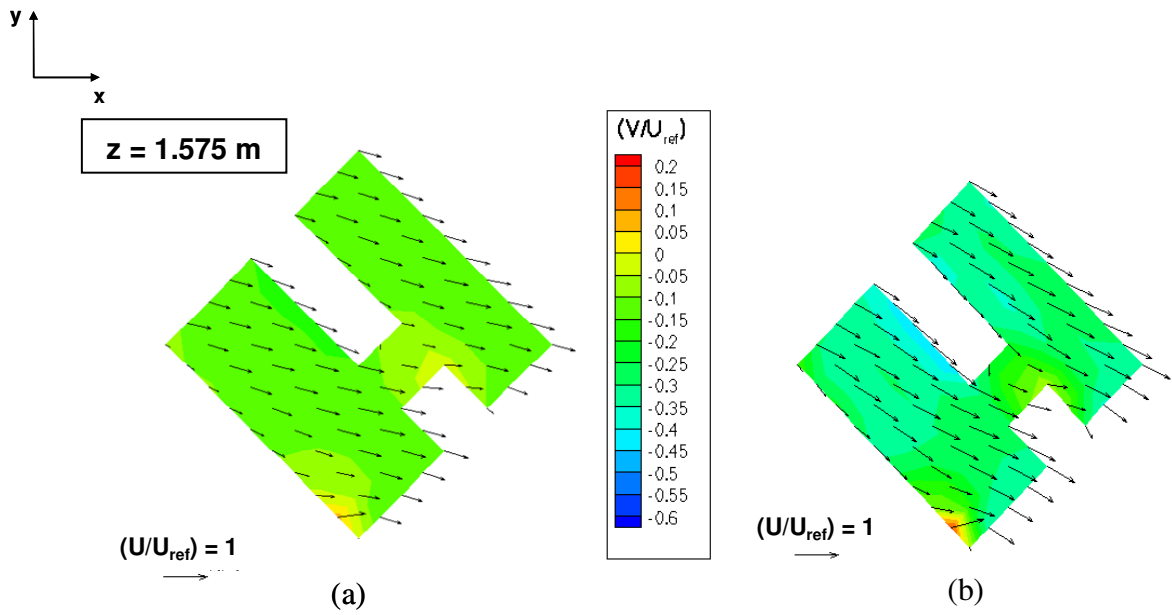 y
x
z = 1.575 m
(V/U_ref)
0.2
0.15
0.1
0.05
0
-0.05
-0.1
-0.15
-0.2
-0.25
-0.3
-0.35
-0.4
-0.45
-0.5
-0.55
-0.6
(U/U_ref) = 1
(a)
(U/U_ref) = 1
(b)